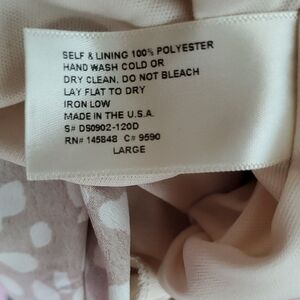 SELF & LINING 100% POLYESTER
HAND WASH COLD OR
DRY CLEAN. DO NOT BLEACH
LAY FLAT TO DRY
IRON LOW
MADE IN THE U.S.A.
S# DS0902-120D
RN# 145848 C# 9590
LARGE